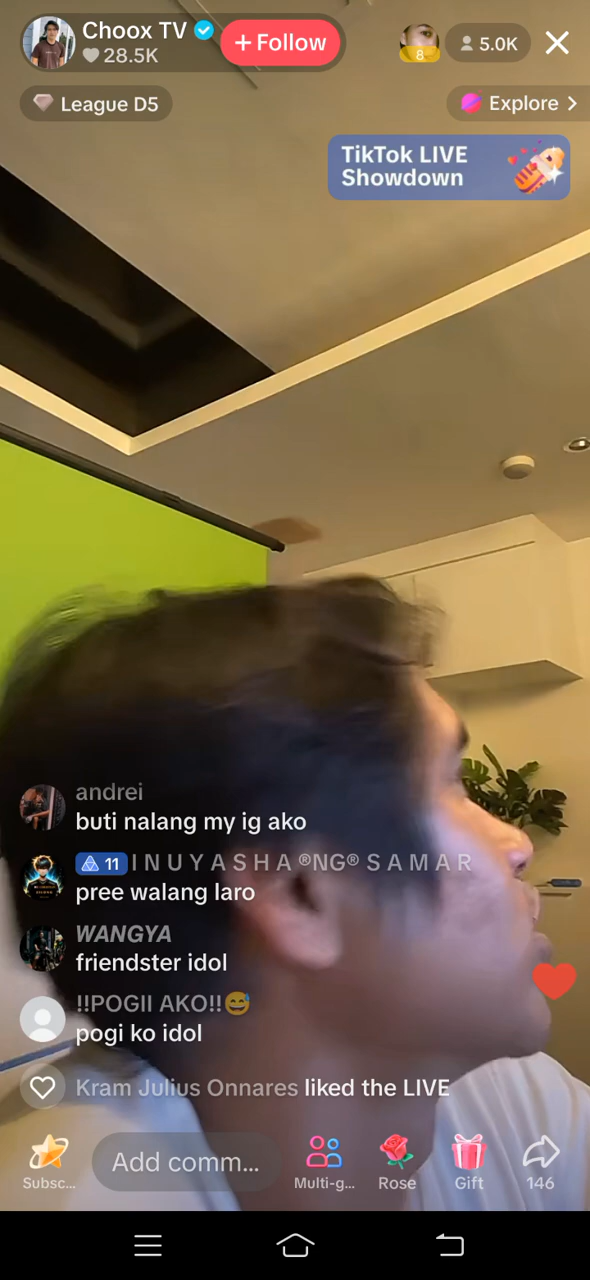 Choox TV
28.5K
+ Follow
8
5.0K
League D5
Explore >
TikTok LIVE
Showdown
andrei
buti nalang my ig ako
11 I N U Y A S H A ®NG® S A M A R
pree walang laro
WANGYA
friendster idol
!!POGII AKO!!😅
pogi ko idol
Kram Julius Onnares liked the LIVE
Subsc...
Add comm...
Multi-g...
Rose
Gift
146